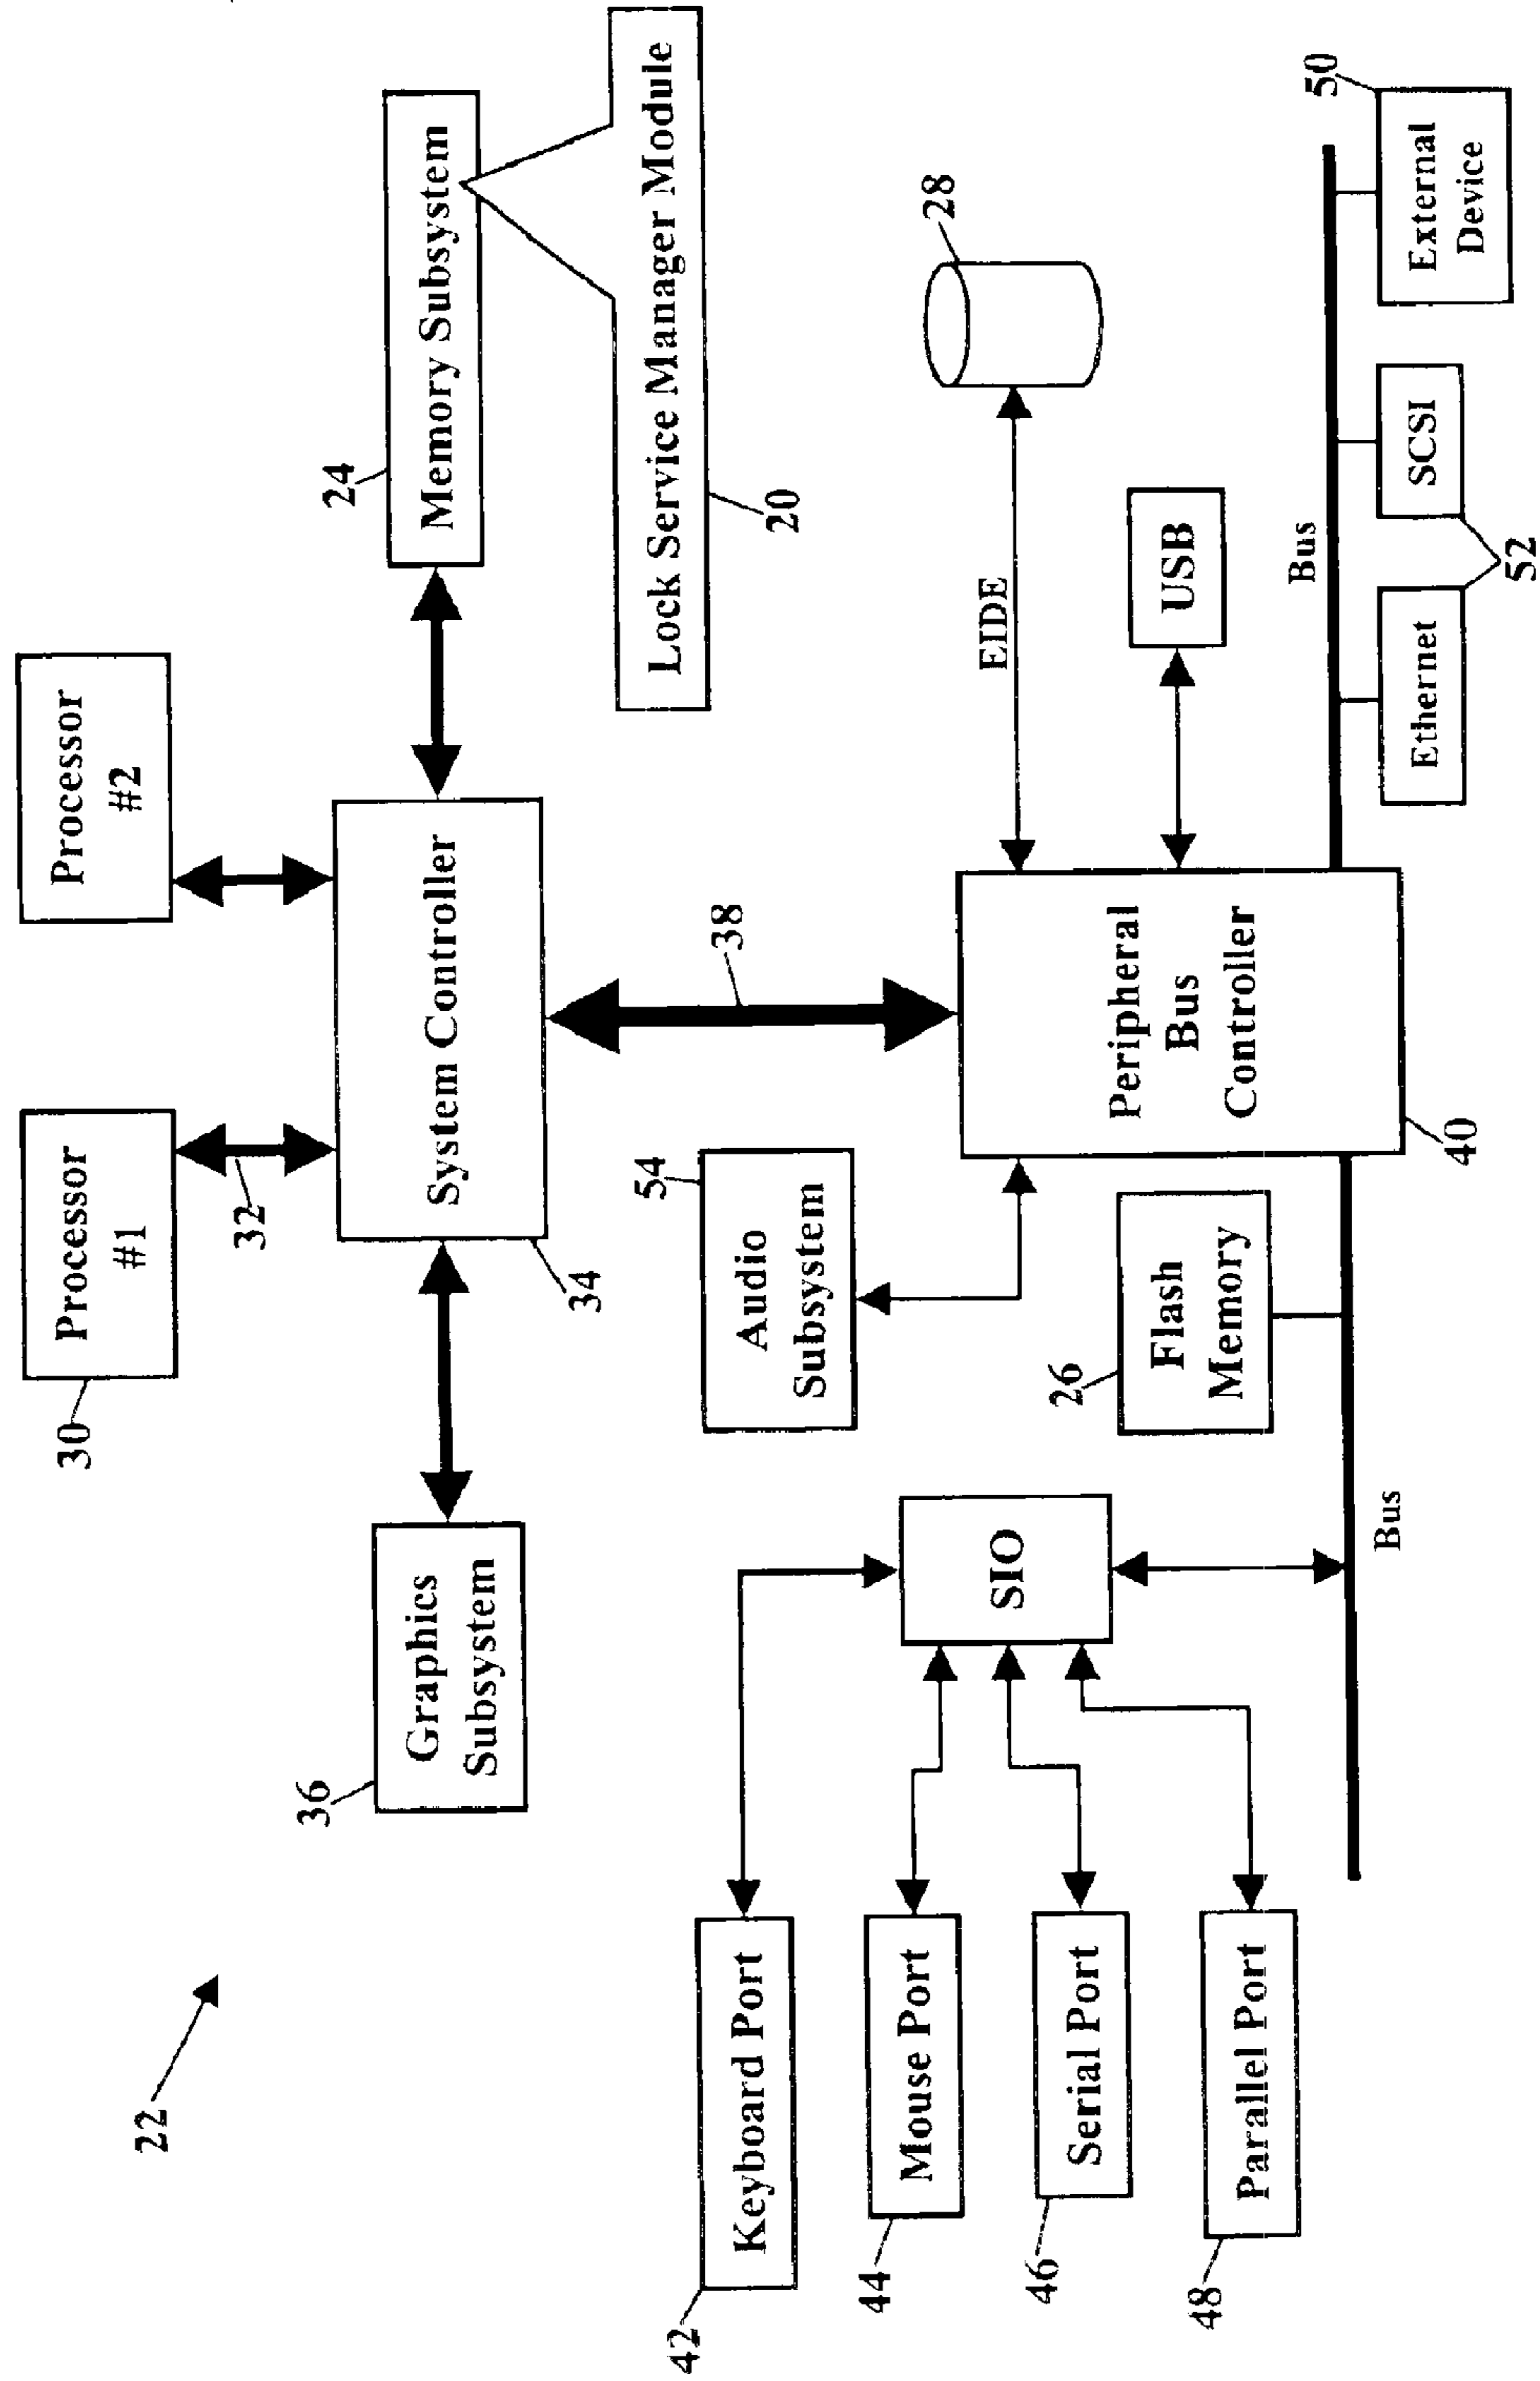 22
30
Processor
#1
32
Processor
#2
36
Graphics
Subsystem
System Controller
34
24
Memory Subsystem
Lock Service Manager Module
20
38
42
Keyboard Port
44
Mouse Port
46
Serial Port
48
Parallel Port
SIO
54
Audio
Subsystem
26
Flash
Memory
Bus
Peripheral
Bus
Controller
40
EIDE
28
USB
Bus
Ethernet
SCSI
52
External
Device
50